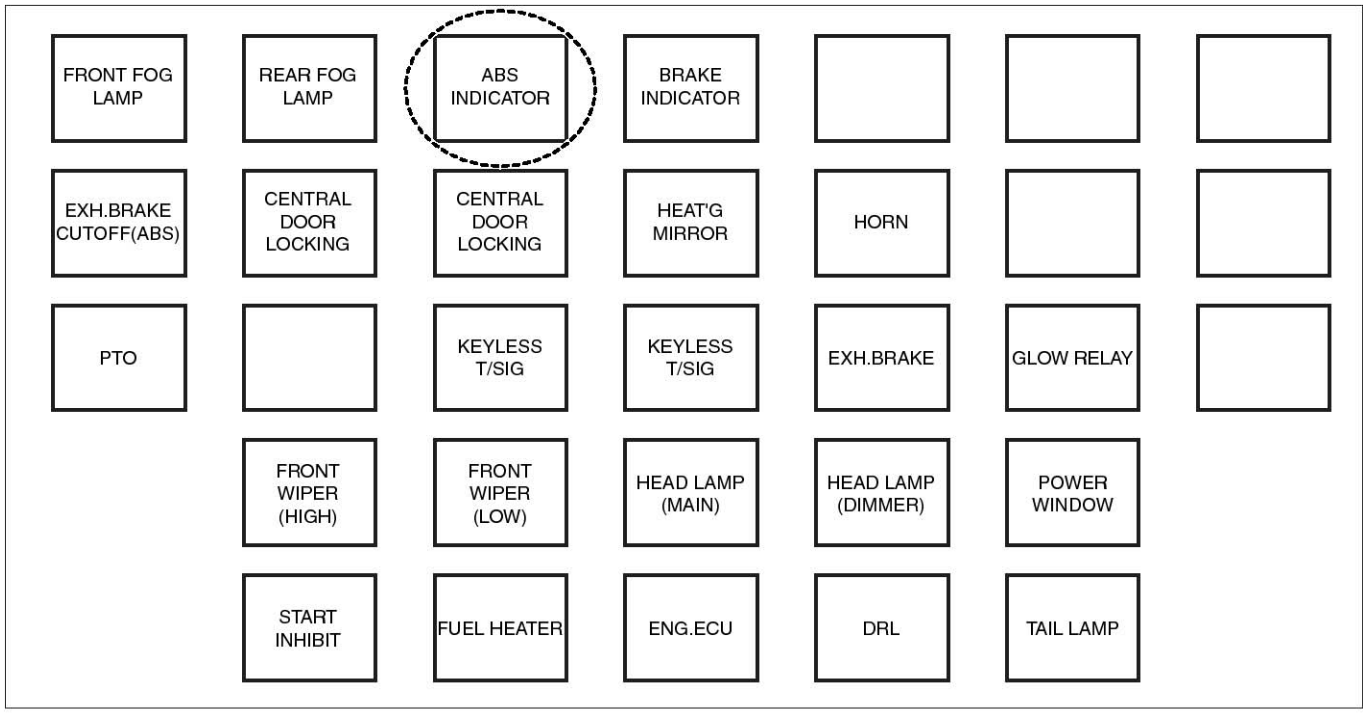 FRONT FOG
LAMP
REAR FOG
LAMP
ABS
INDICATOR
BRAKE
INDICATOR
EXH.BRAKE
CUTOFF(ABS)
CENTRAL
DOOR
LOCKING
CENTRAL
DOOR
LOCKING
HEAT'G
MIRROR
HORN
PTO
KEYLESS
T/SIG
KEYLESS
T/SIG
EXH.BRAKE
GLOW RELAY
FRONT
WIPER
(HIGH)
FRONT
WIPER
(LOW)
HEAD LAMP
(MAIN)
HEAD LAMP
(DIMMER)
POWER
WINDOW
START
INHIBIT
FUEL HEATER
ENG.ECU
DRL
TAIL LAMP